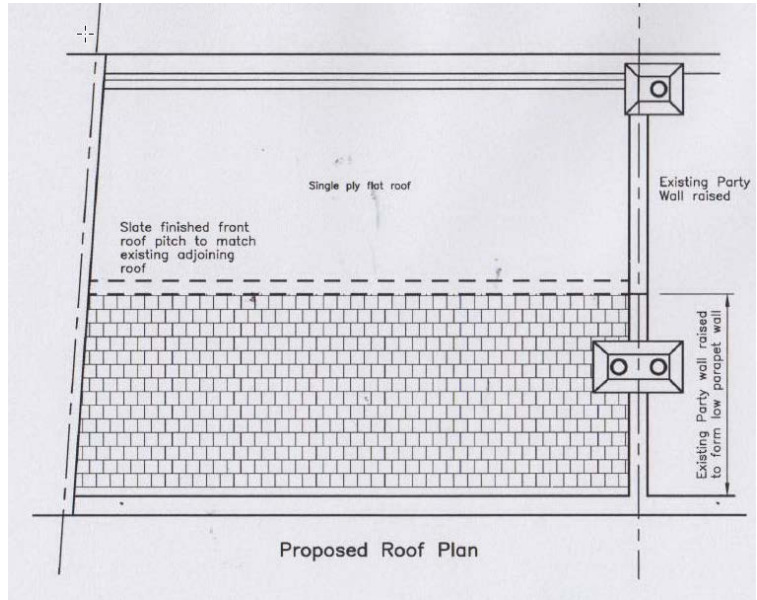 Single ply flat roof
Existing Party
Wall raised
Slate finished front
roof pitch to match
existing adjoining
roof
Existing Party wall raised
to form low parapet wall
Proposed Roof Plan